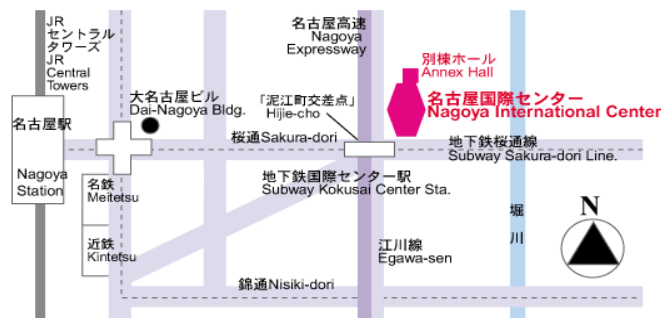 JR
セントラル
タワーズ
JR
Central
Towers
名古屋駅
Nagoya
Station
大名古屋ビル
Dai-Nagoya Bldg.
名古屋高速
Nagoya
Expressway
「泥江町交差点」
Hijie-cho
別棟ホール
Annex Hall
名古屋国際センター
Nagoya International Center
桜通Sakura-dori
地下鉄桜通線
Subway Sakura-dori Line.
名鉄
Meitetsu
地下鉄国際センター駅
Subway Kokusai Center Sta.
近鉄
Kintetsu
江川線
Egawa-sen
堀川
N
錦通Nisiki-dori